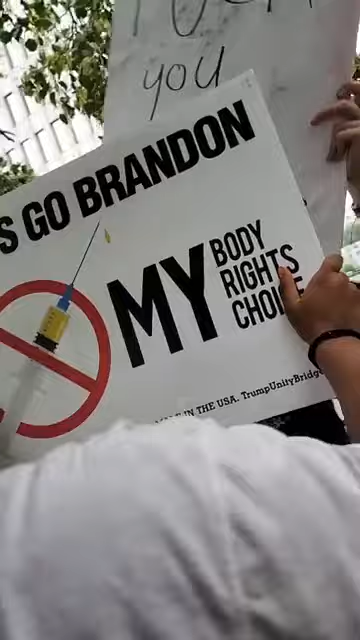 YOU
S GO BRANDON
MY
BODY
RIGHTS
CHOI
IN THE USA. TrumpUnityBridg